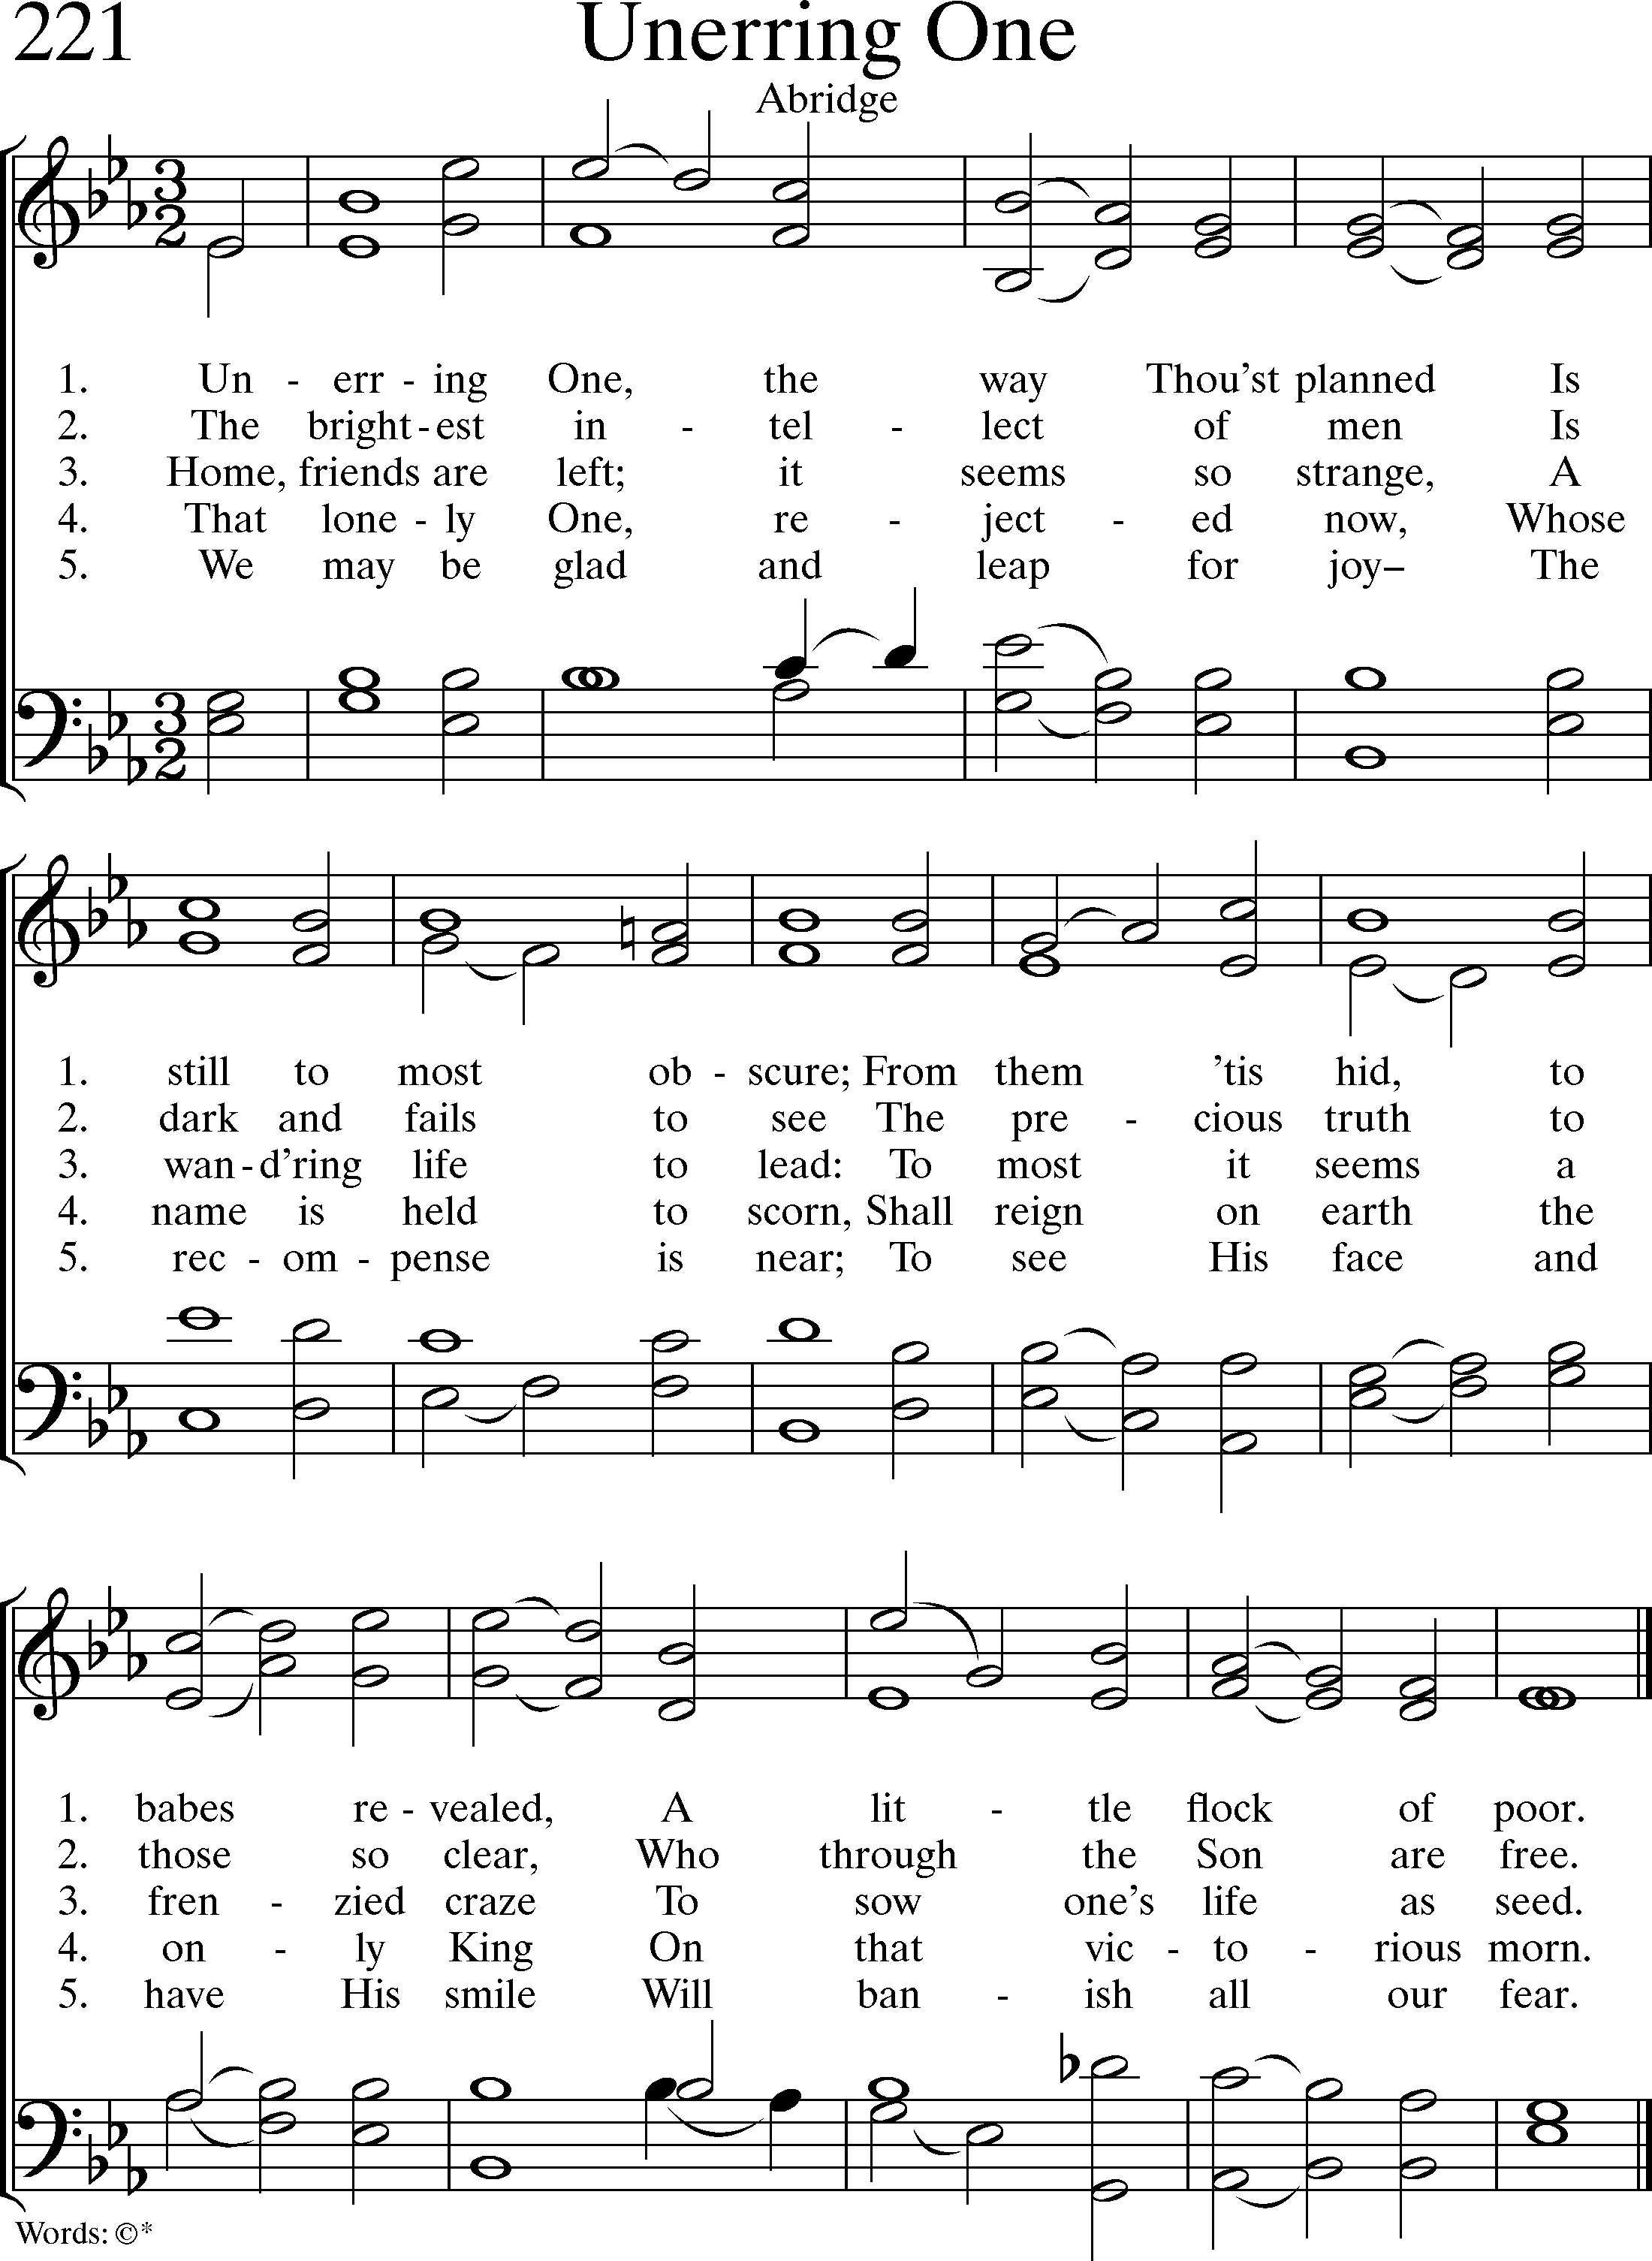 221 Unerring One
Abridge
1. Un - err - ing One, the way Thou'st planned Is
2. The bright - est in - tel - lect of men Is
3. Home, friends are left; it seems so strange, A
4. That lone - ly One, re - ject - ed now, Whose
5. We may be glad and leap for joy– The
1. still to most ob - scure; From them 'tis hid, to
2. dark and fails to see The pre - cious truth to
3. wan - d'ring life to lead: To most it seems a
4. name is held to scorn, Shall reign on earth the
5. rec - om - pense is near; To see His face and
1. babes re - vealed, A lit - tle flock of poor.
2. those so clear, Who through the Son are free.
3. fren - zied craze To sow one's life as seed.
4. on - ly King On that vic - to - rious morn.
5. have His smile Will ban - ish all our fear.
Words: ©*